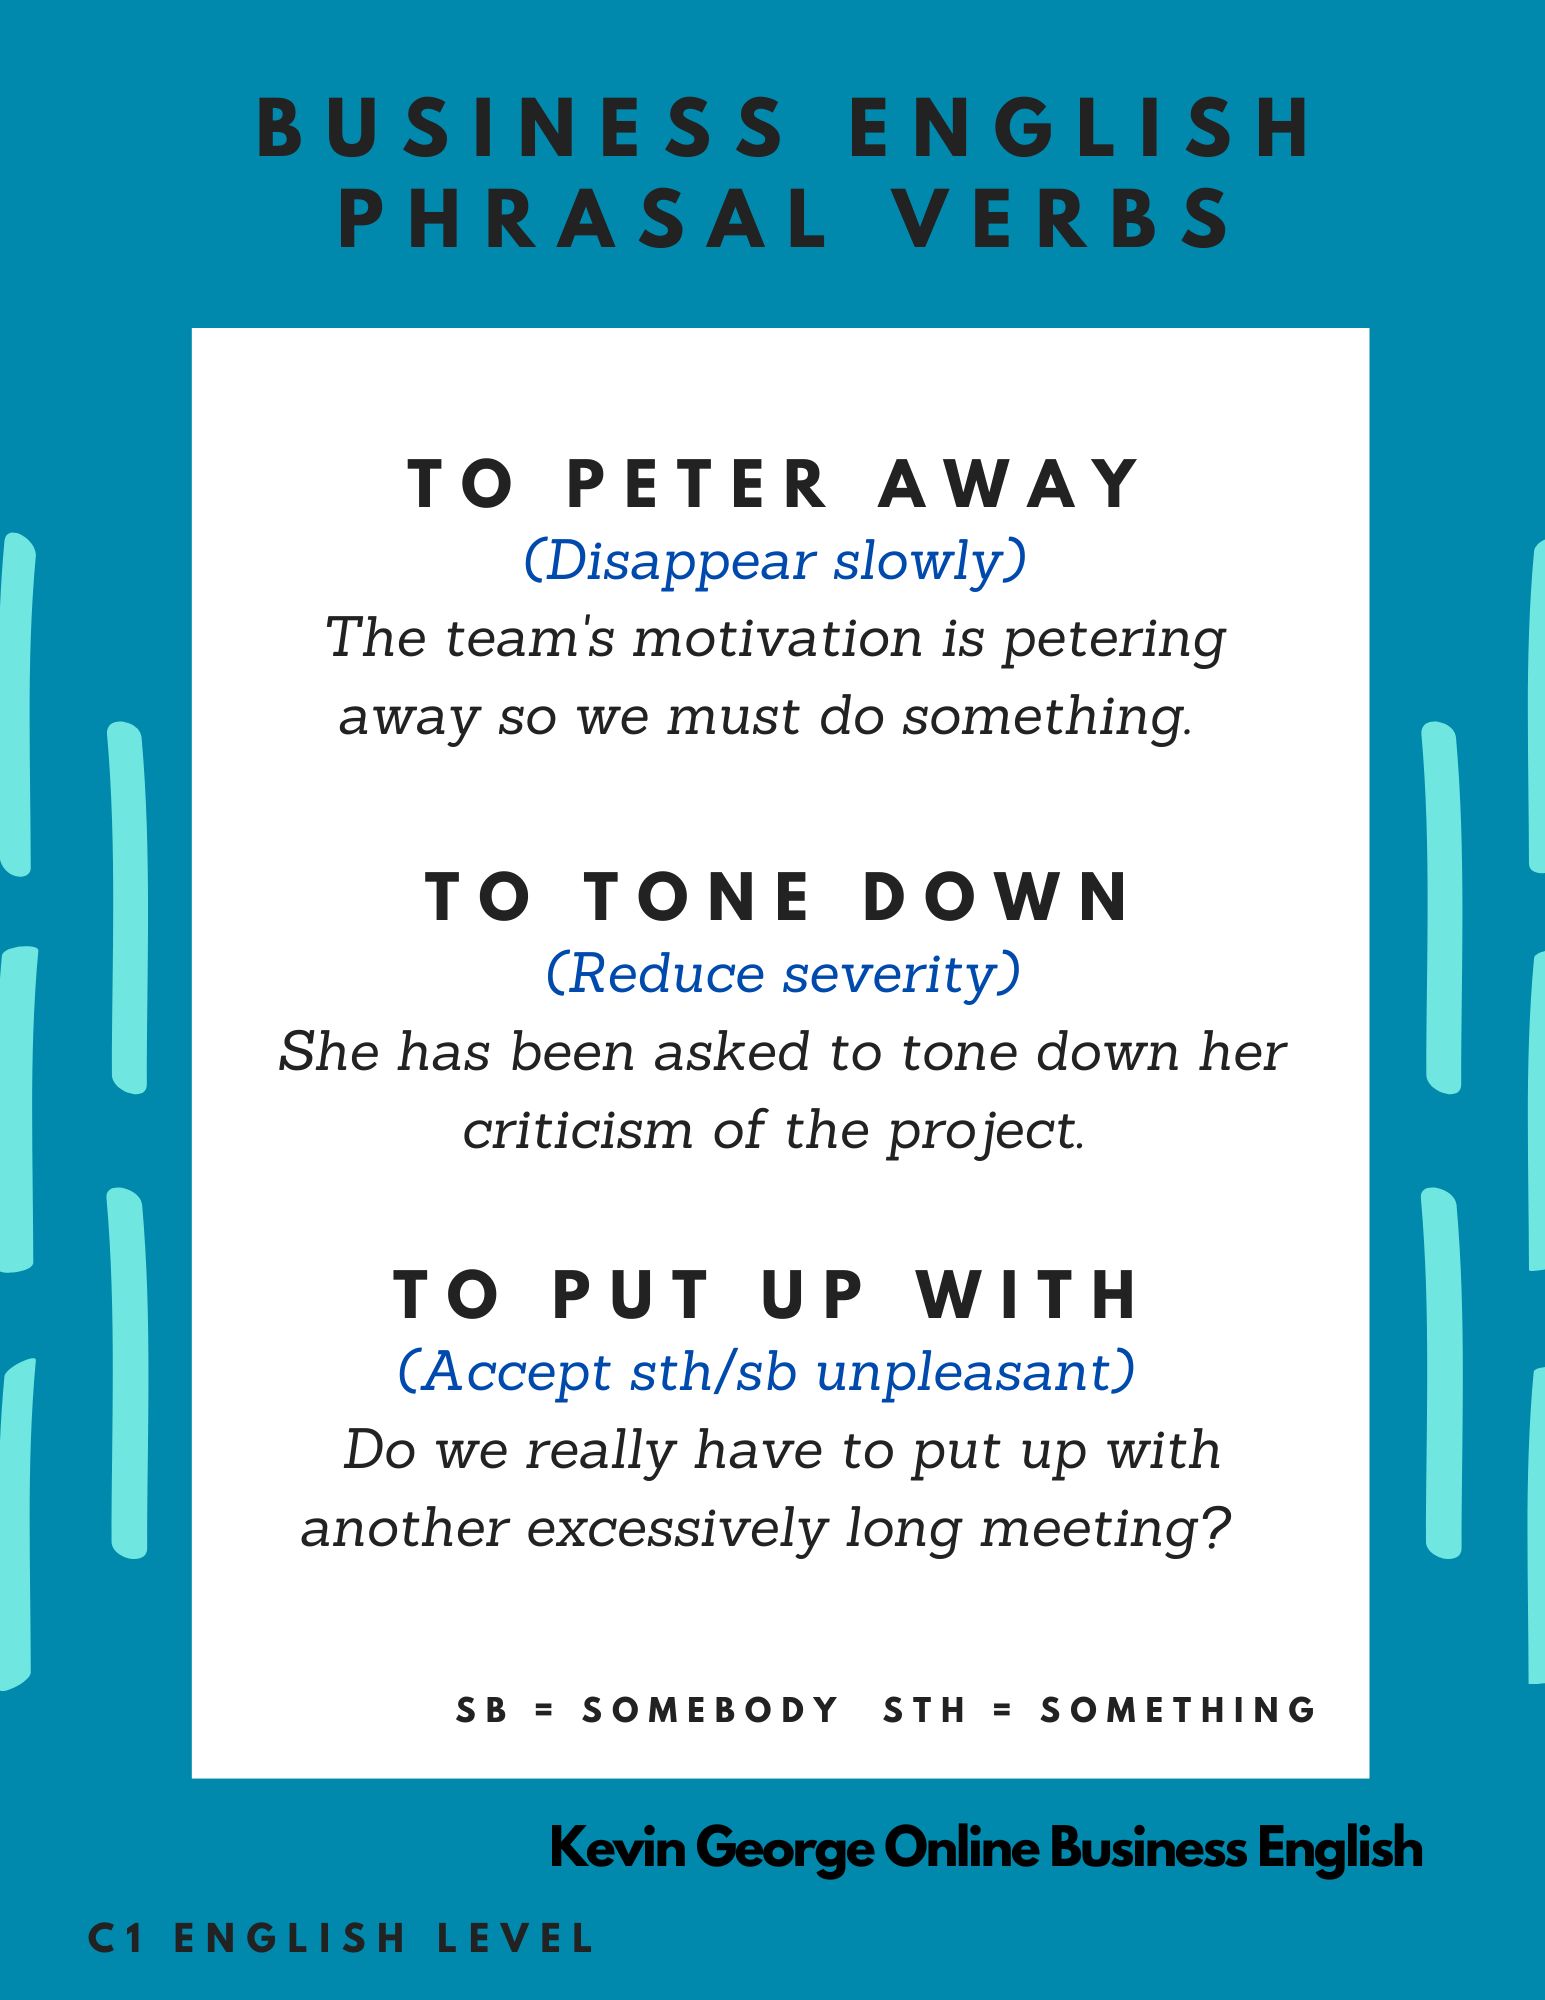 BUSINESS ENGLISH
PHRASAL VERBS
TO PETER AWAY
(Disappear slowly)
The team's motivation is petering
away so we must do something.
TO TONE DOWN
(Reduce severity)
She has been asked to tone down her
criticism of the project.
TO PUT UP WITH
(Accept sth/sb unpleasant)
Do we really have to put up with
another excessively long meeting?
SB = SOMEBODY STH = SOMETHING
Kevin George Online Business English
C1 ENGLISH LEVEL